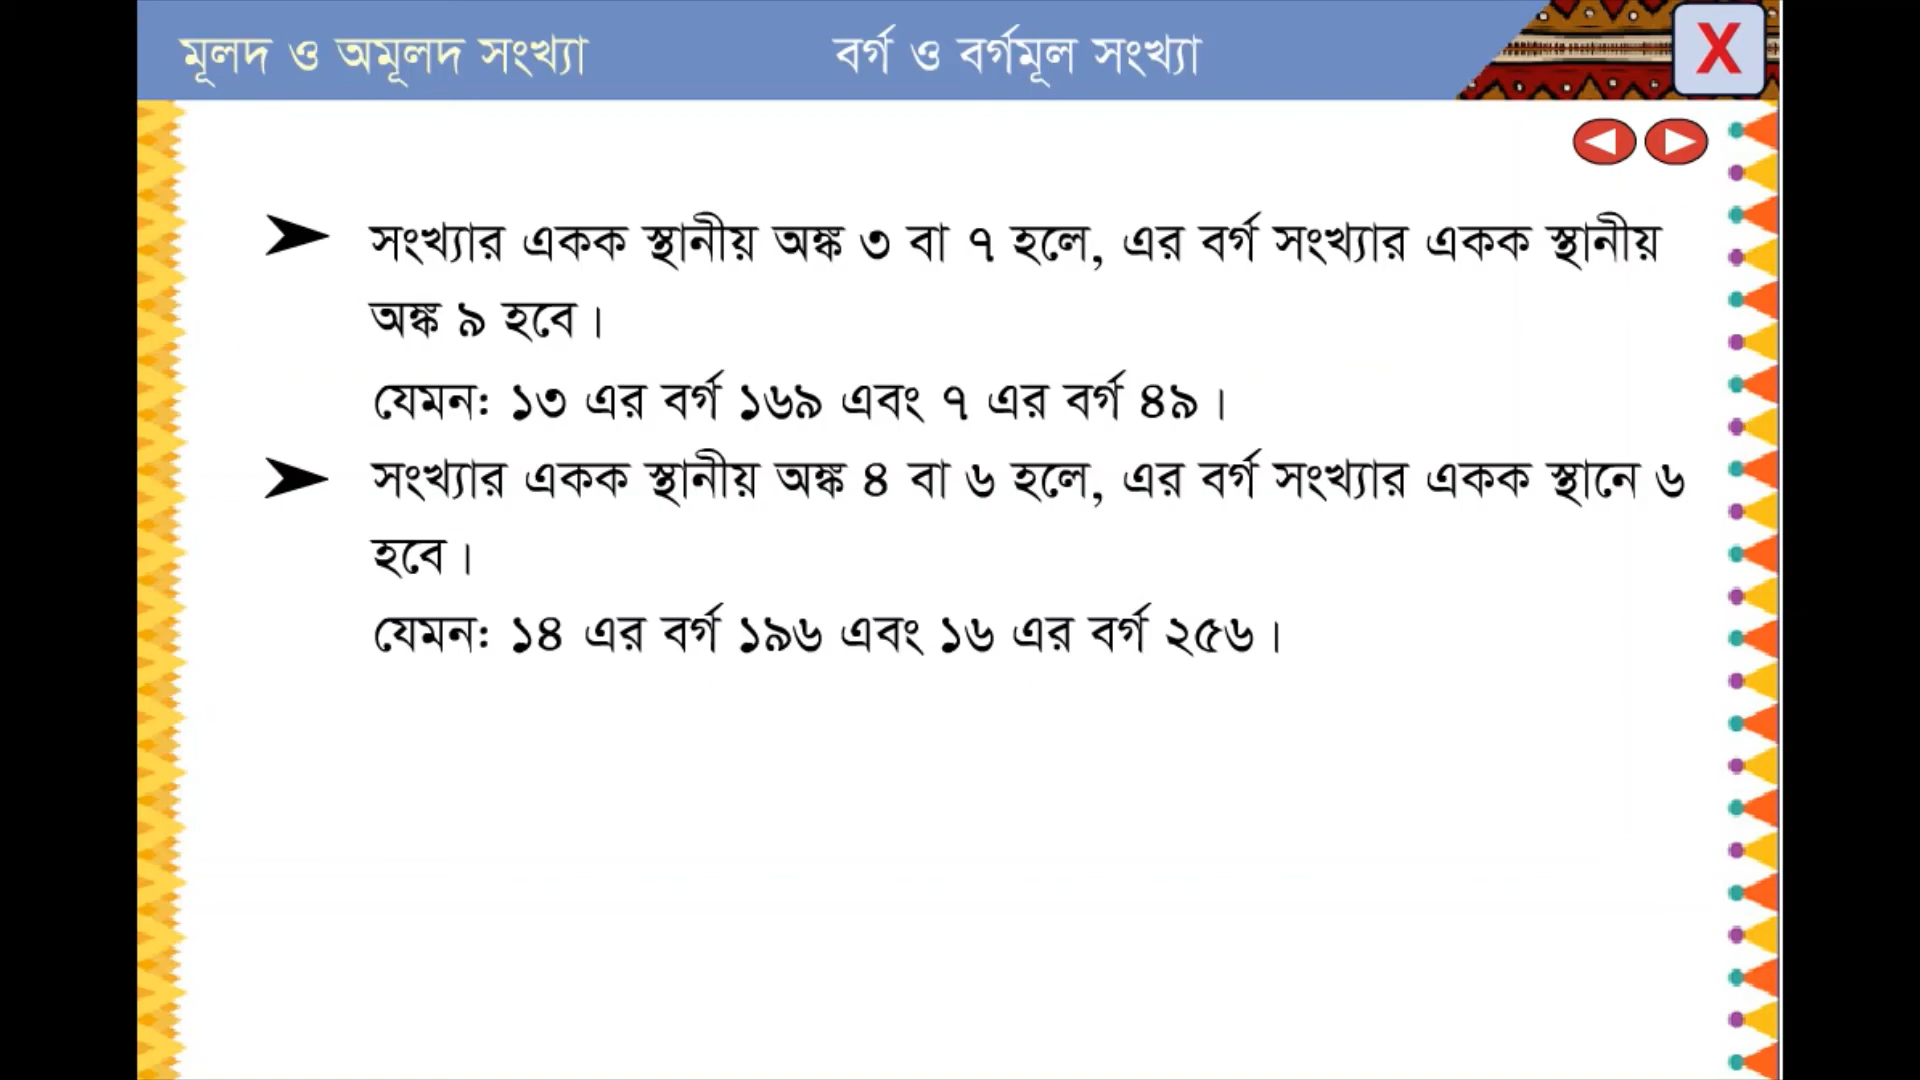 মূলদ ও অমূলদ সংখ্যা
বর্গ ও বর্গমূল সংখ্যা
X
➤ সংখ্যার একক স্থানীয় অঙ্ক ৩ বা ৭ হলে, এর বর্গ সংখ্যার একক স্থানীয়
অঙ্ক ৯ হবে।
যেমন: ১৩ এর বর্গ ১৬৯ এবং ৭ এর বর্গ ৪৯।
➤ সংখ্যার একক স্থানীয় অঙ্ক ৪ বা ৬ হলে, এর বর্গ সংখ্যার একক স্থানে ৬
হবে।
যেমন: ১৪ এর বর্গ ১৯৬ এবং ১৬ এর বর্গ ২৫৬।